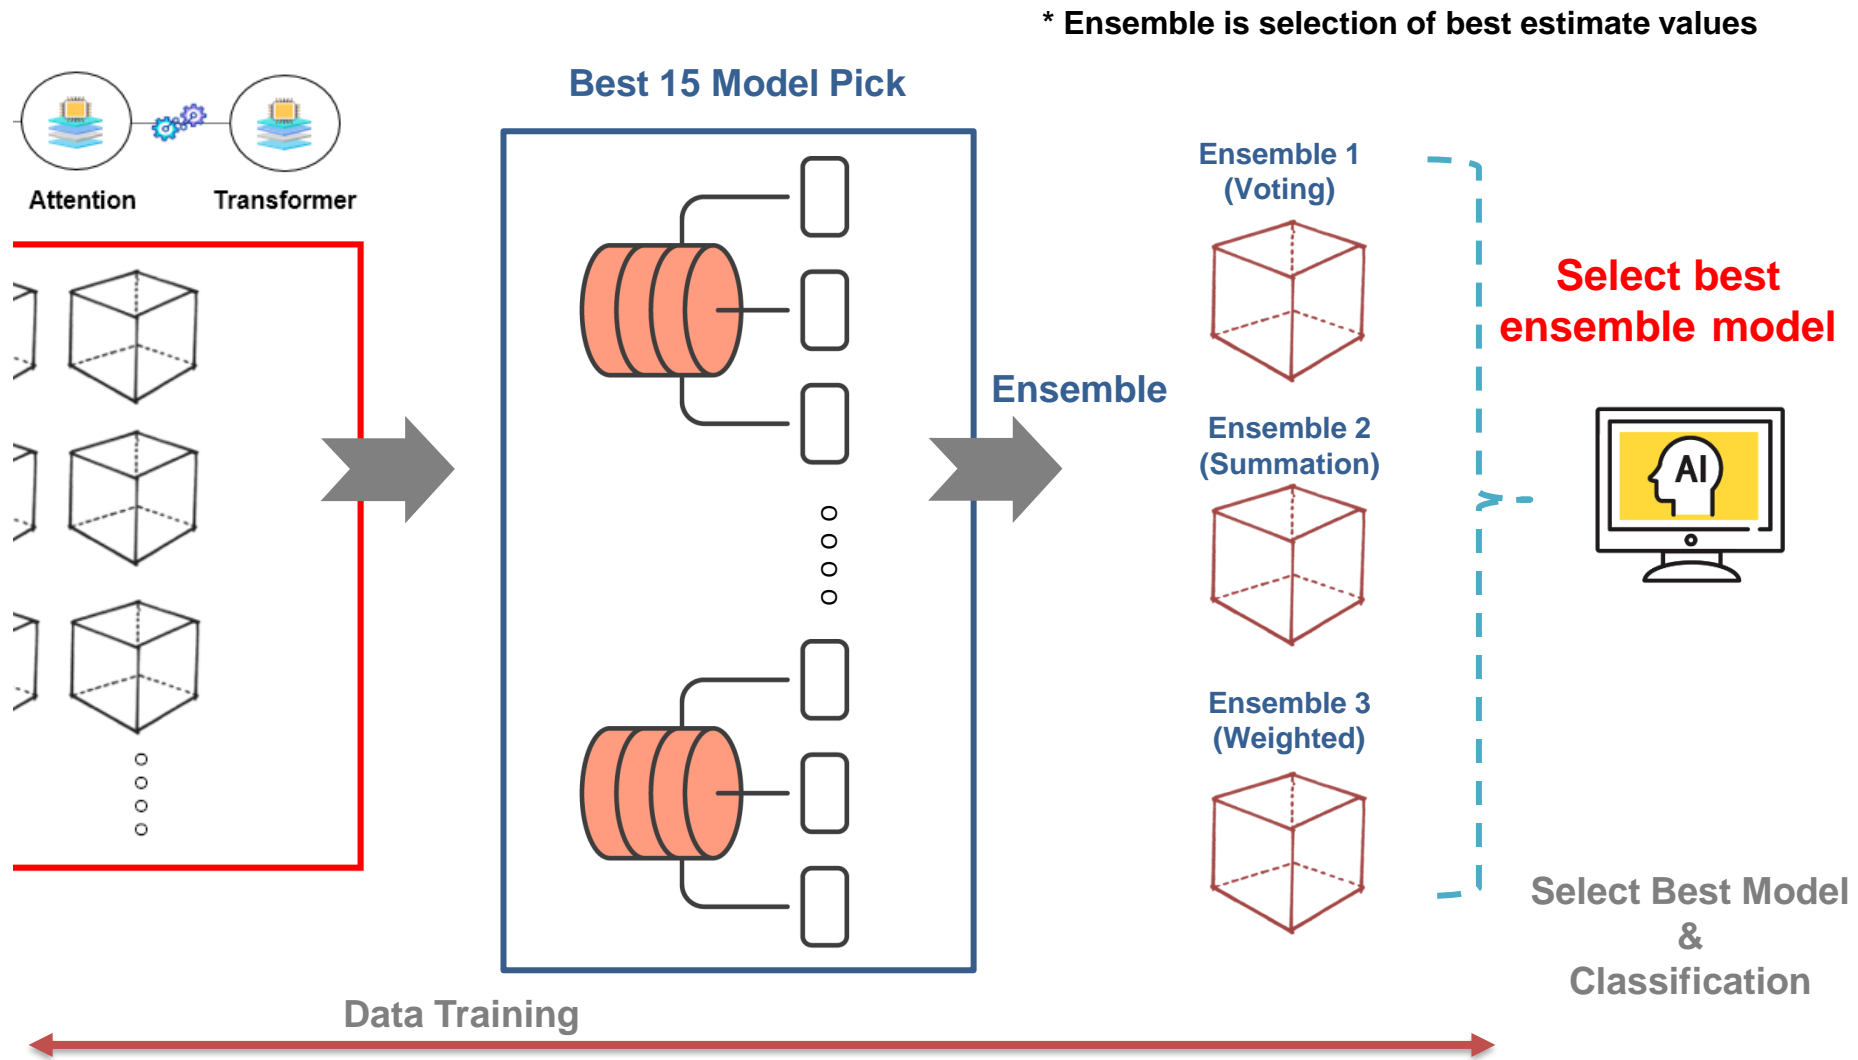 * Ensemble is selection of best estimate values
Best 15 Model Pick
Attention
Transformer
Ensemble
Ensemble 1
(Voting)
Ensemble 2
(Summation)
Ensemble 3
(Weighted)
Select best
ensemble model
AI
Select Best Model
&
Classification
Data Training